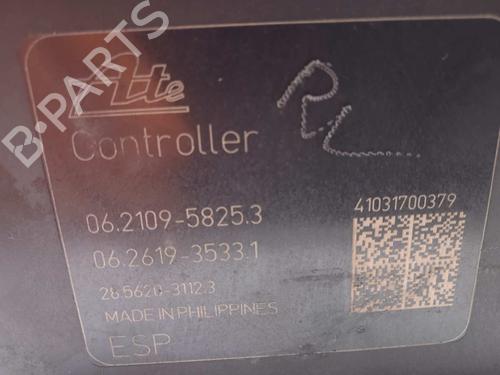 B-PARTS
Ate
Controller
RL
06.2109-5825.3
41031700379
06.2619-3533.1
28.5620-3112.3
MADE IN PHILIPPINES
ESP